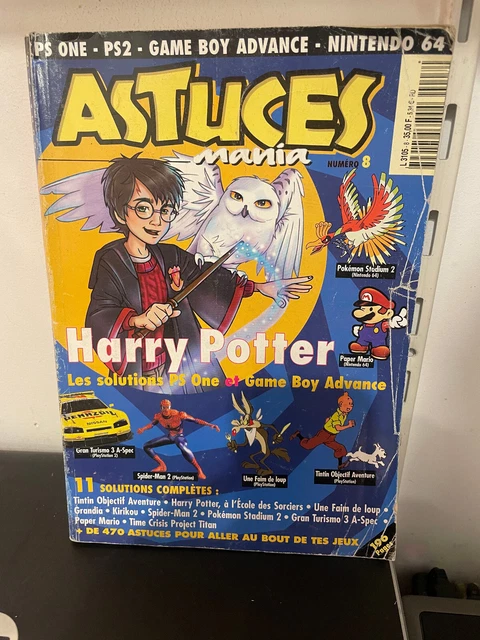 PS ONE - PS2 - GAME BOY ADVANCE - NINTENDO 64
ASTUCES
mania
NUMÉRO 8
Pokémon Stadium 2
(Nintendo 64)
Paper Mario
(Nintendo 64)
Harry Potter
Les solutions PS One et Game Boy Advance
PENNZOIL
NISSAN
Gran Turismo 3 A-Spec
(PlayStation 2)
Spider-Man 2 (PlayStation)
Une Faim de loup
(PlayStation)
Tintin Objectif Aventure
(PlayStation)
11 SOLUTIONS COMPLÈTES :
Tintin Objectif Aventure • Harry Potter, à l'École des Sorciers • Une Faim de loup •
Grandia • Kirikou • Spider-Man 2 • Pokémon Stadium 2 • Gran Turismo 3 A-Spec •
Paper Mario • Time Crisis Project Titan
+ DE 470 ASTUCES POUR ALLER AU BOUT DE TES JEUX
196
Pages